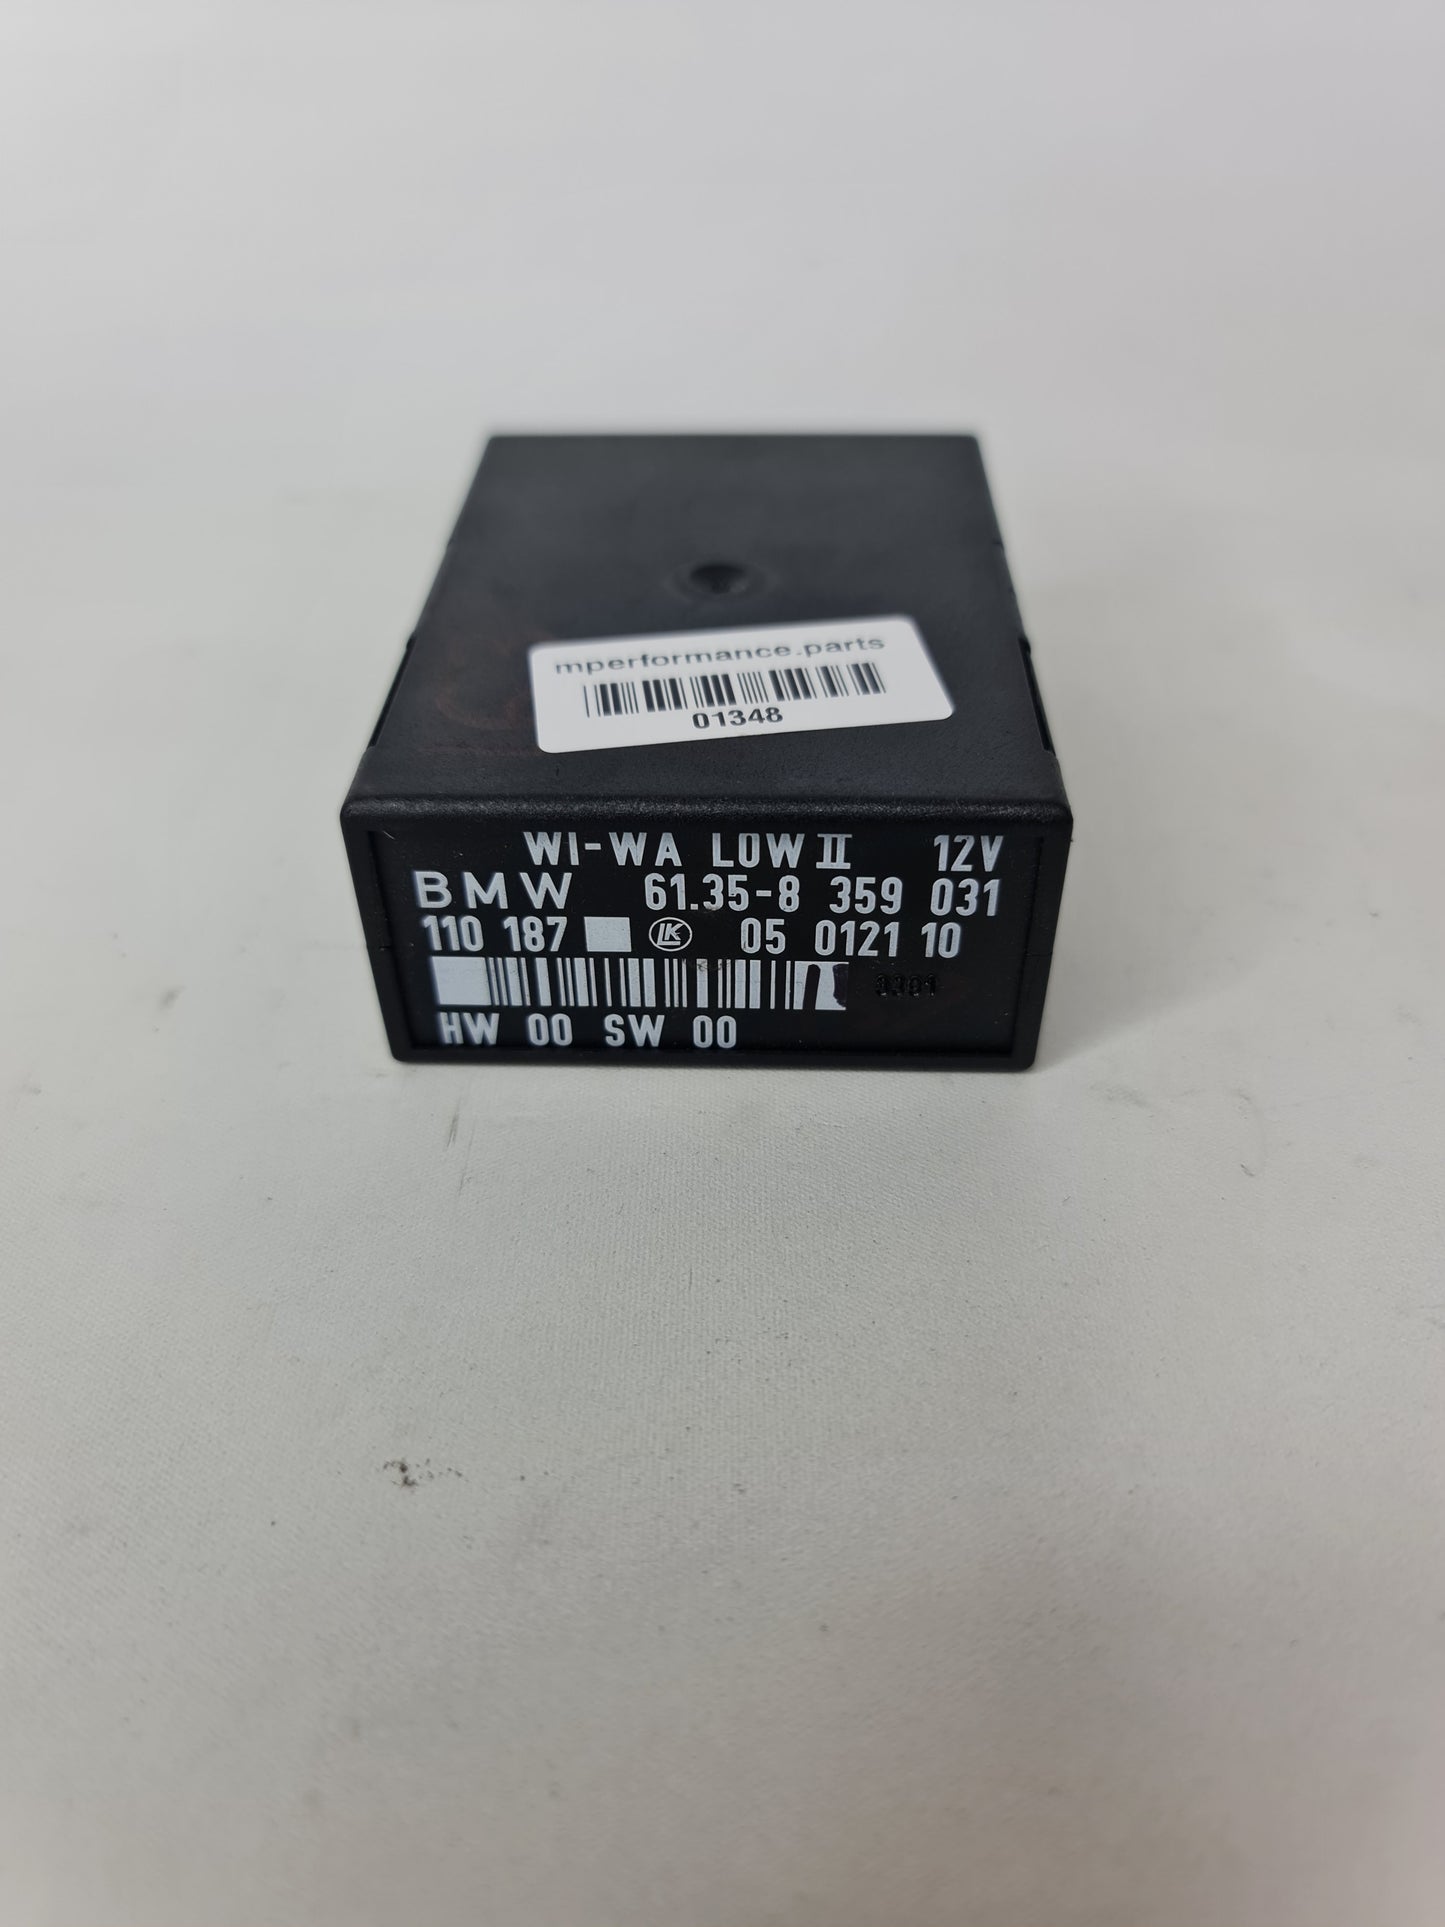 mperformance.parts
01348
WI-WA LOW II 12V
BMW 61.35-8 359 031
110 187 LK 05 0121 10
HW 00 SW 00